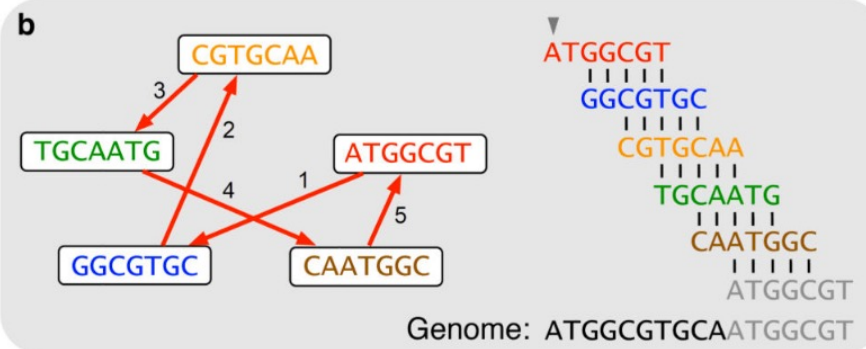 b
CGTGCAA
3
2
TGCAATG
ATGGCGT
4
1
5
GGCGTGC
CAATGGC
ATGGCGT
GGCGTGC
CGTGCAA
TGCAATG
CAATGGC
ATGGCGT
Genome: ATGGCGTGCAATGGCGT